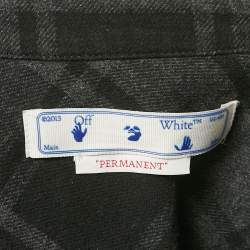 ©2013 Off White™
Main
"PERMANENT"